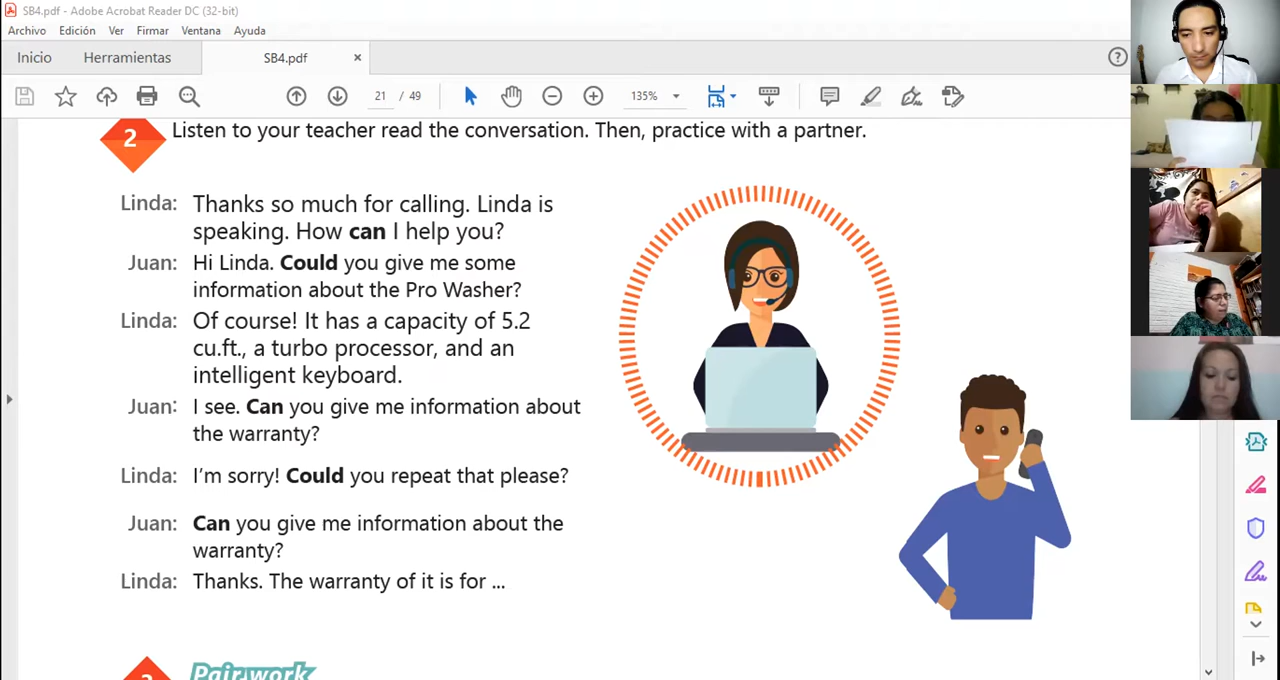 SB4.pdf - Adobe Acrobat Reader DC (32-bit)
Archivo Edición Ver Firmar Ventana Ayuda
Inicio Herramientas SB4.pdf ×
21 / 49 135%
2 Listen to your teacher read the conversation. Then, practice with a partner.
Linda: Thanks so much for calling. Linda is
speaking. How can I help you?
Juan: Hi Linda. Could you give me some
information about the Pro Washer?
Linda: Of course! It has a capacity of 5.2
cu.ft., a turbo processor, and an
intelligent keyboard.
Juan: I see. Can you give me information about
the warranty?
Linda: I'm sorry! Could you repeat that please?
Juan: Can you give me information about the
warranty?
Linda: Thanks. The warranty of it is for ...
3 Pair work